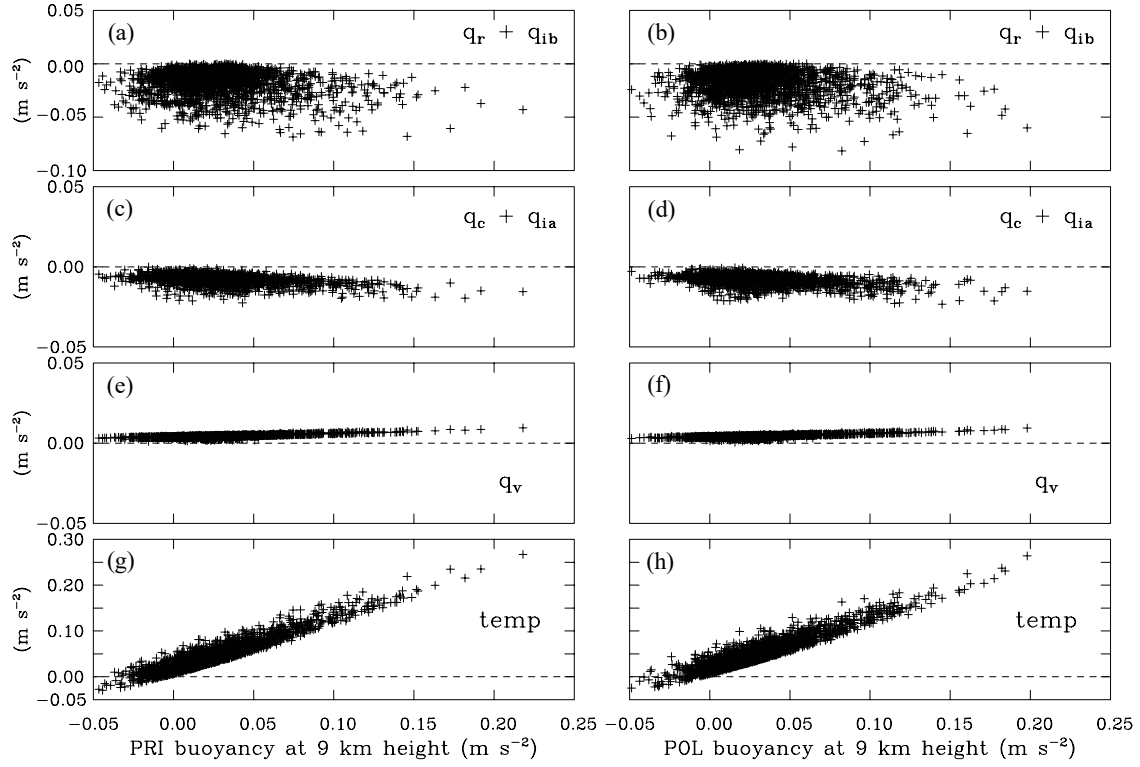 (a) q_r + q_ib
(b) q_r + q_ib
0.05
0.00
−0.05
−0.10
(m s⁻²)
(c) q_c + q_ia
(d) q_c + q_ia
0.05
0.00
−0.05
(m s⁻²)
(e) q_v
(f) q_v
0.05
0.00
−0.05
(m s⁻²)
(g) temp
(h) temp
0.30
0.20
0.10
0.00
−0.05
(m s⁻²)
−0.05 0.00 0.05 0.10 0.15 0.20 0.25
−0.05 0.00 0.05 0.10 0.15 0.20 0.25
PRI buoyancy at 9 km height (m s⁻²)
POL buoyancy at 9 km height (m s⁻²)